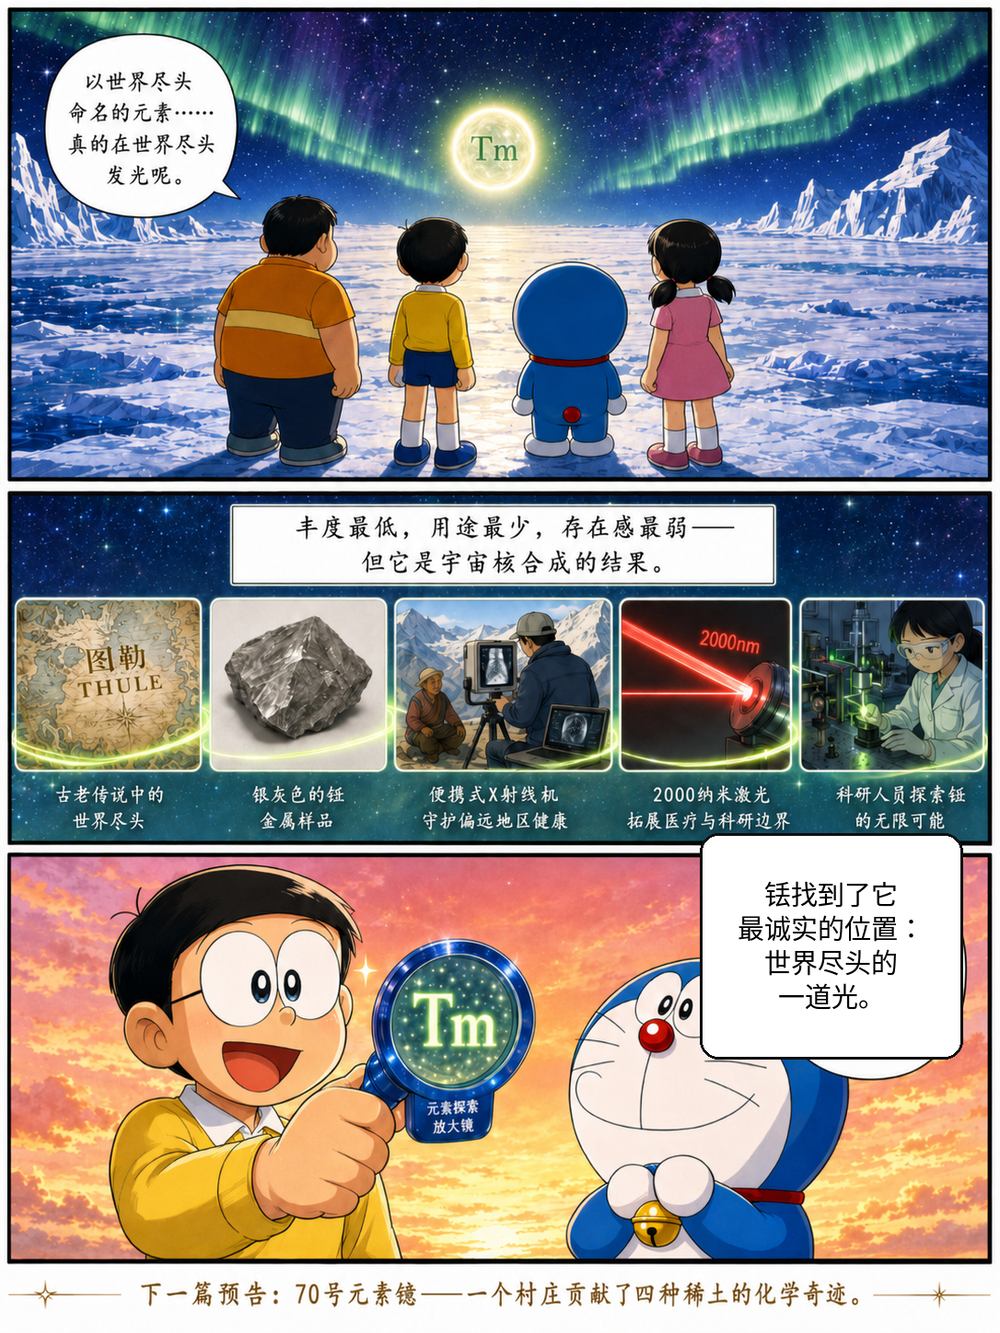 以世界尽头
命名的元素……
真的在世界尽头
发光呢。
Tm
丰度最低，用途最少，存在感最弱——
但它是宇宙核合成的结果。
图勒
THULE
2000nm
古老传说中的
世界尽头
银灰色的钲
金属样品
便携式X射线机
守护偏远地区健康
2000纳米激光
拓展医疗与科研边界
科研人员探索钲
的无限可能
铥找到了它
最诚实的位置：
世界尽头的
一道光。
Tm
元素探索
放大镜
下一篇预告：70号元素镜——一个村庄贡献了四种稀土的化学奇迹。